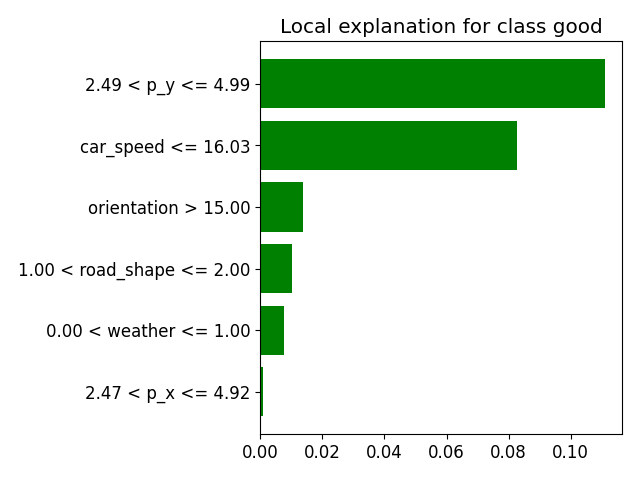 Local explanation for class good
2.49 < p_y <= 4.99
car_speed <= 16.03
orientation > 15.00
1.00 < road_shape <= 2.00
0.00 < weather <= 1.00
2.47 < p_x <= 4.92
0.00 0.02 0.04 0.06 0.08 0.10